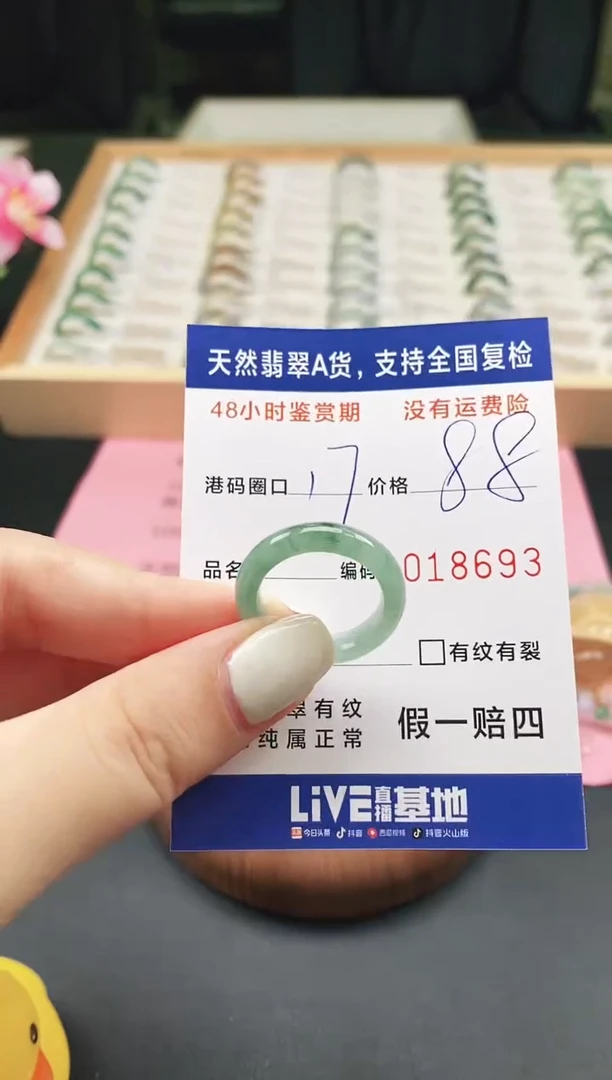 天然翡翠A货，支持全国复检
48小时鉴赏期 没有运费险
港码圈口 17 价格 88
品名 编码 018693
有纹有裂
翠有纹
纯属正常
假一赔四
LiVE直播基地
今日头条 抖音 西瓜视频 抖音火山版